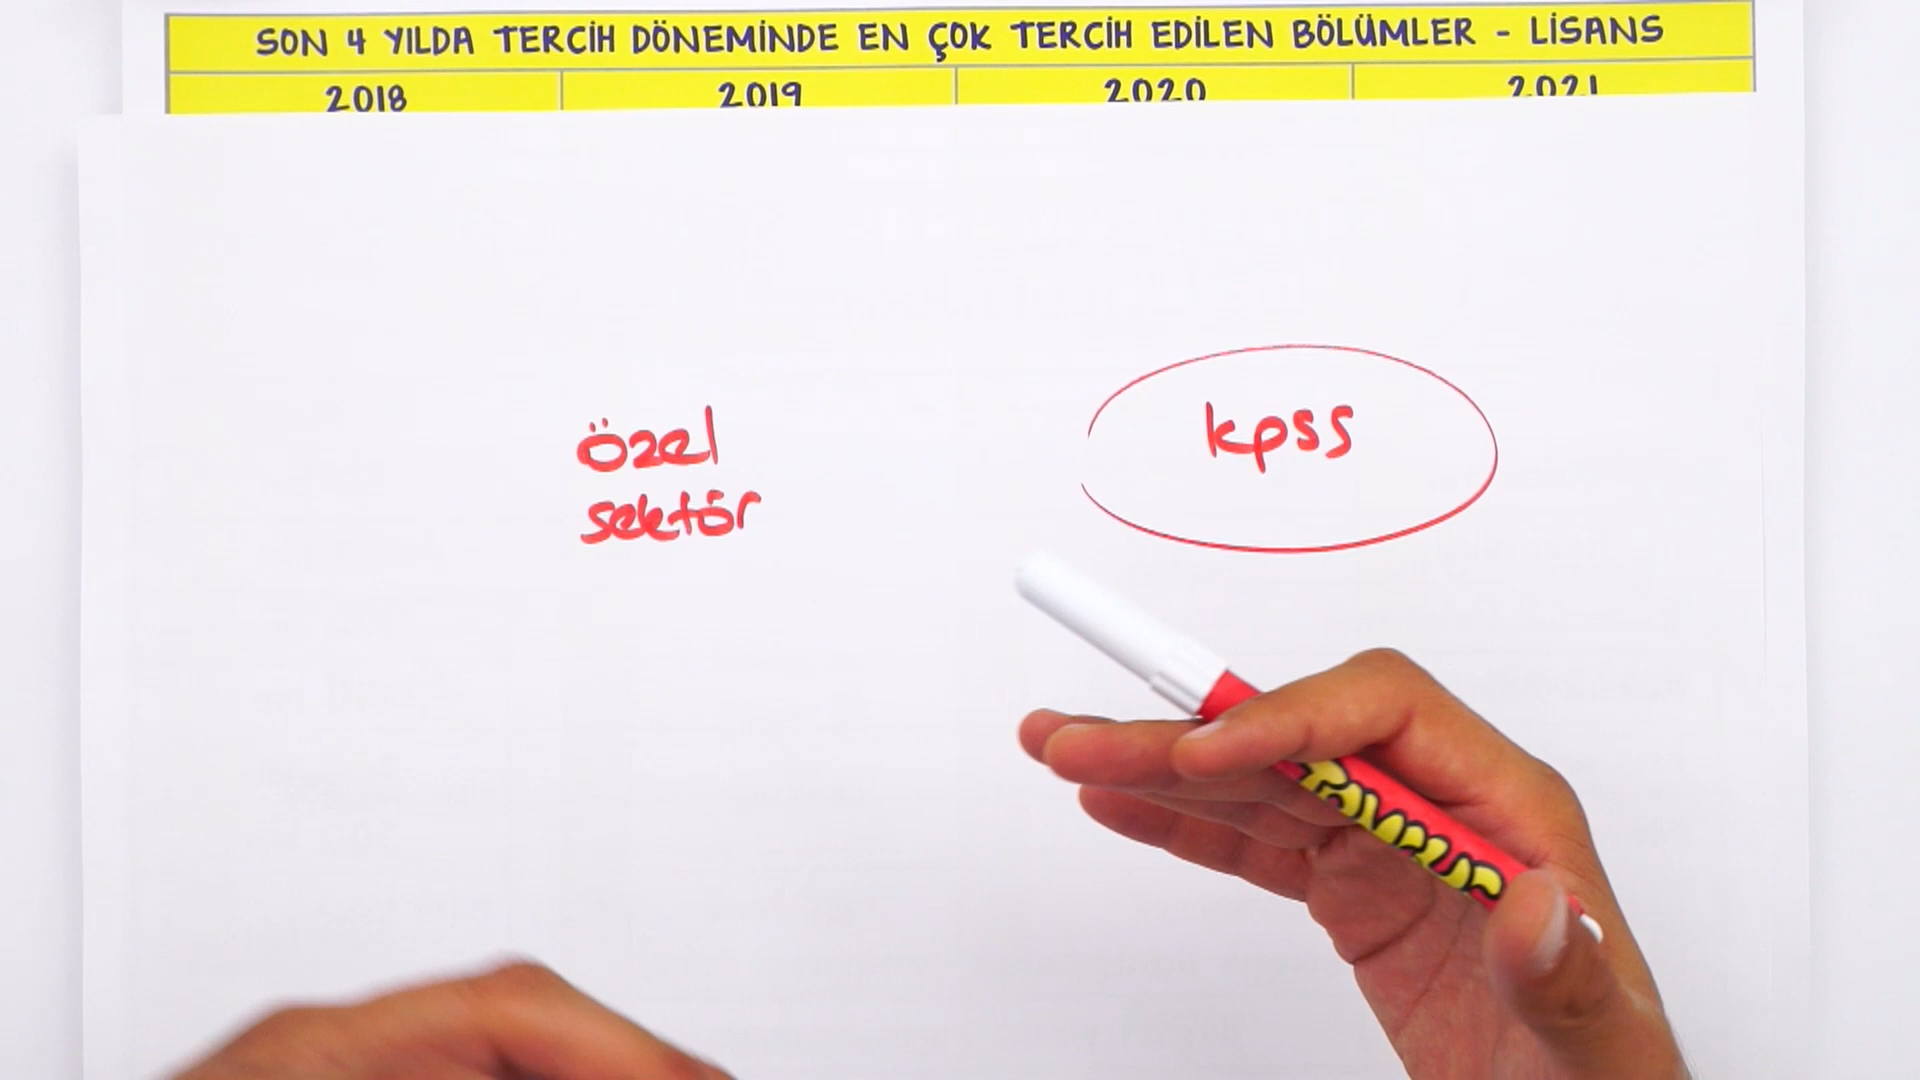 SON 4 YILDA TERCİH DÖNEMİNDE EN ÇOK TERCİH EDİLEN BÖLÜMLER - LİSANS
2018 2019 2020 2021
özel
sektör
kpss